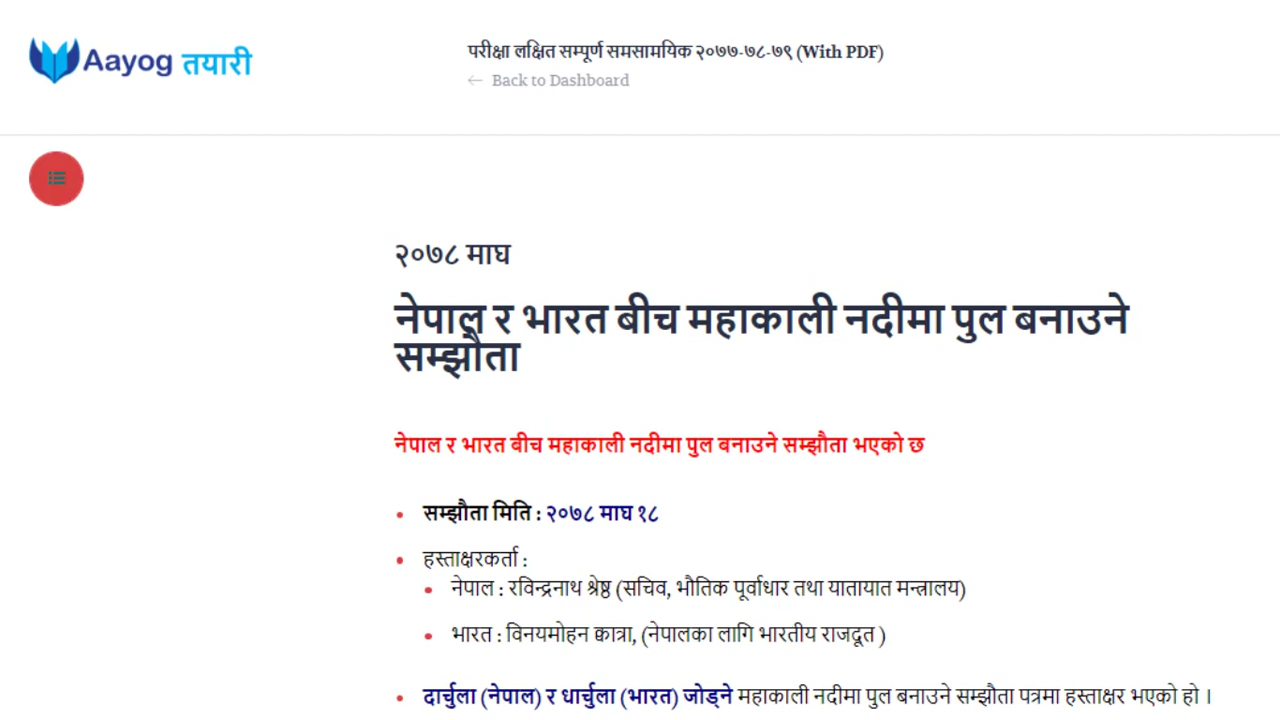 Aayog तयारी
परीक्षा लक्षित सम्पूर्ण समसामयिक २०७७-७८-७९ (With PDF)
← Back to Dashboard
२०७८ माघ
नेपाल र भारत बीच महाकाली नदीमा पुल बनाउने
सम्झौता
नेपाल र भारत बीच महाकाली नदीमा पुल बनाउने सम्झौता भएको छ
• सम्झौता मिति : २०७८ माघ १८
• हस्ताक्षरकर्ता :
• नेपाल : रविन्द्रनाथ श्रेष्ठ (सचिव, भौतिक पूर्वाधार तथा यातायात मन्त्रालय)
• भारत : विनयमोहन क्वात्रा, (नेपालका लागि भारतीय राजदूत )
• दार्चुला (नेपाल) र धार्चुला (भारत) जोड्ने महाकाली नदीमा पुल बनाउने सम्झौता पत्रमा हस्ताक्षर भएको हो ।